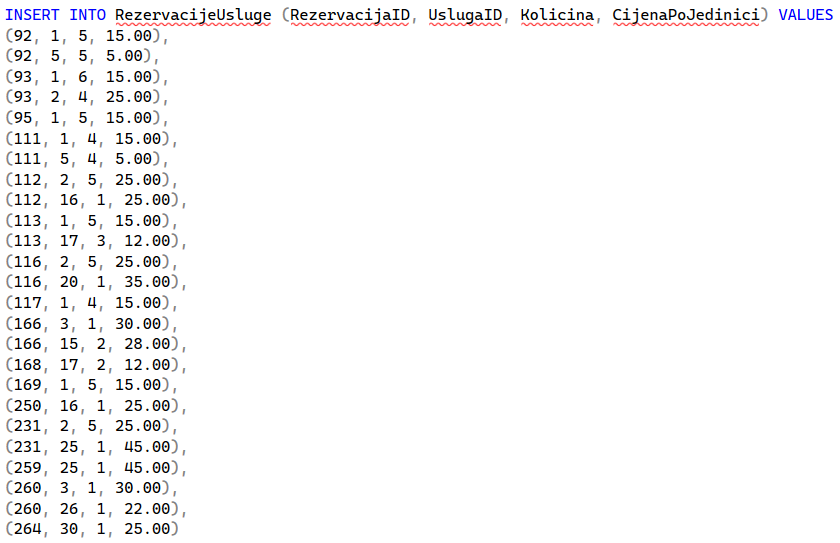 INSERT INTO RezervacijeUsluge (RezervacijaID, UslugaID, Kolicina, CijenaPoJedinici) VALUES
(92, 1, 5, 15.00),
(92, 5, 5, 5.00),
(93, 1, 6, 15.00),
(93, 2, 4, 25.00),
(95, 1, 5, 15.00),
(111, 1, 4, 15.00),
(111, 5, 4, 5.00),
(112, 2, 5, 25.00),
(112, 16, 1, 25.00),
(113, 1, 5, 15.00),
(113, 17, 3, 12.00),
(116, 2, 5, 25.00),
(116, 20, 1, 35.00),
(117, 1, 4, 15.00),
(166, 3, 1, 30.00),
(166, 15, 2, 28.00),
(168, 17, 2, 12.00),
(169, 1, 5, 15.00),
(250, 16, 1, 25.00),
(231, 2, 5, 25.00),
(231, 25, 1, 45.00),
(259, 25, 1, 45.00),
(260, 3, 1, 30.00),
(260, 26, 1, 22.00),
(264, 30, 1, 25.00)